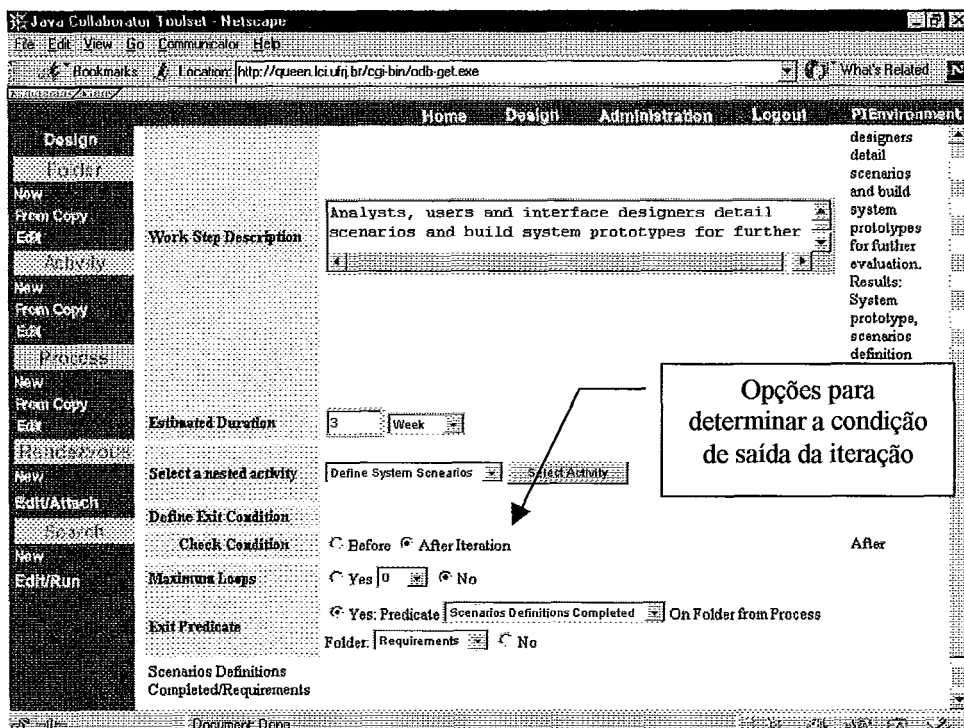 Java Collaborator Toolset - Netscape
File Edit View Go Communicator Help
Bookmarks Location: http://queen.lci.ufrj.br/cgi-bin/odb-get.exe What's Related N
Home Design Administration Logout PIEnvironment
Design
Folder
New
From Copy
Edit
Activity
New
From Copy
Edit
Process
New
From Copy
Edit
Rendezvous
New
Edit/Attach
Search
New
Edit/Run
Work Step Description
Analysts, users and interface designers detail
scenarios and build system prototypes for further
designers
detail
scenarios
and build
system
prototypes
for further
evaluation.
Results:
System
prototype,
scenarios
definition
Opções para
determinar a condição
de saída da iteração
Estimated Duration 3 Week
Select a nested activity Define System Scnearios Select Activity
Define Exit Condition
Check Condition Before After Iteration After
Maximum Loops Yes 0 No
Exit Predicate
Yes: Predicate Scenarios Definitions Completed On Folder from Process
Folder: Requirements No
Scenarios Definitions
Completed/Requirements
Document: Done